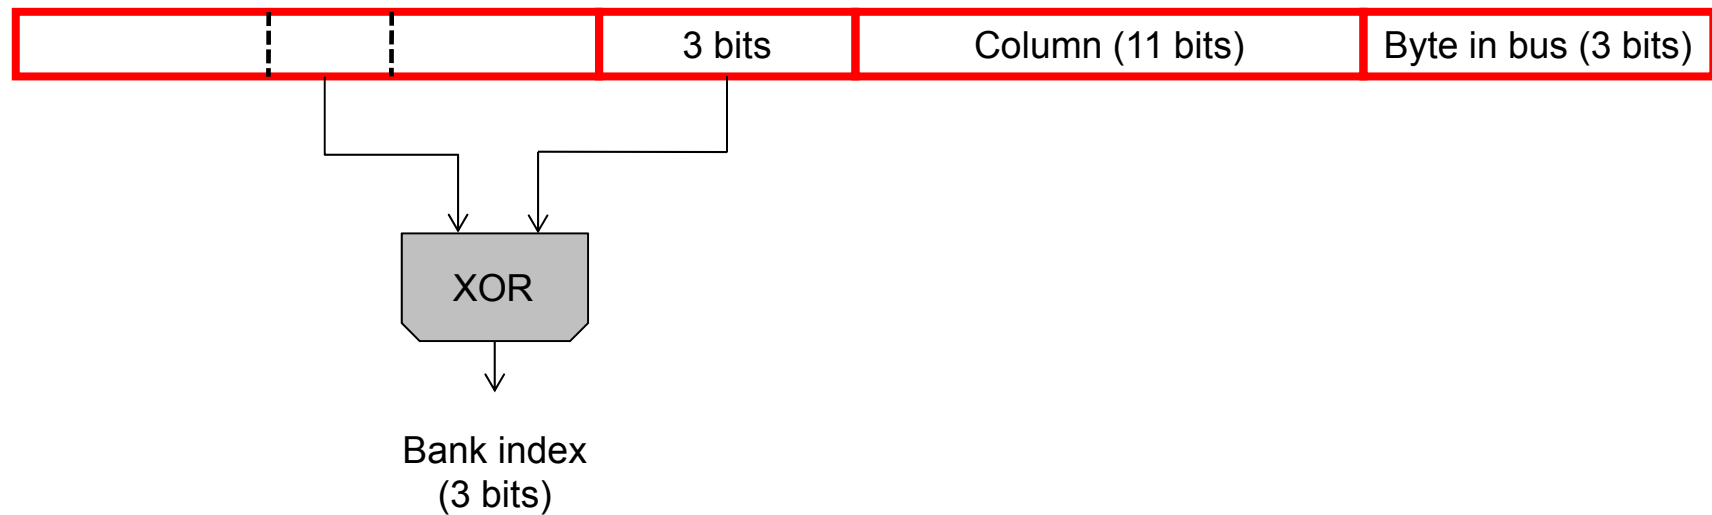 3 bits
Column (11 bits)
Byte in bus (3 bits)
XOR
Bank index
(3 bits)